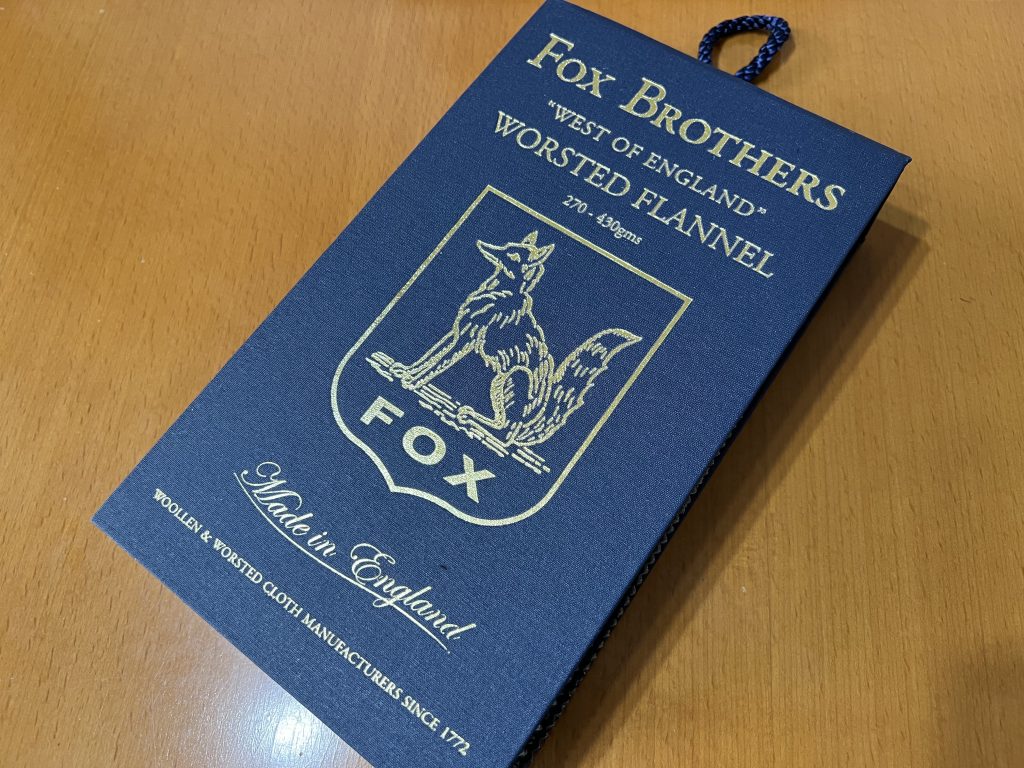 FOX BROTHERS
"WEST OF ENGLAND"
WORSTED FLANNEL
270 - 430gms
FOX
Made in England.
WOOLLEN & WORSTED CLOTH MANUFACTURERS SINCE 1772